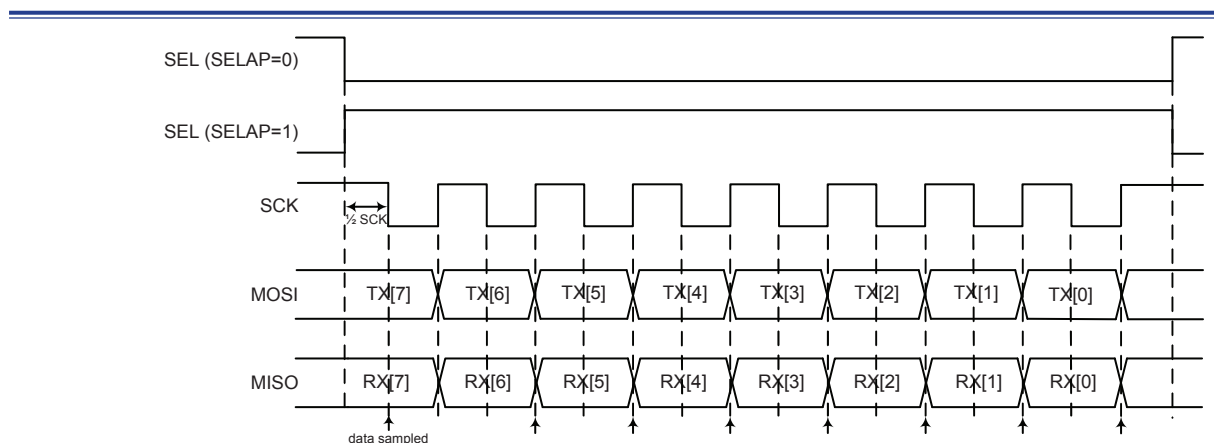 SEL (SELAP=0)
SEL (SELAP=1)
SCK
½ SCK
MOSI
TX[7]
TX[6]
TX[5]
TX[4]
TX[3]
TX[2]
TX[1]
TX[0]
MISO
RX[7]
RX[6]
RX[5]
RX[4]
RX[3]
RX[2]
RX[1]
RX[0]
data sampled